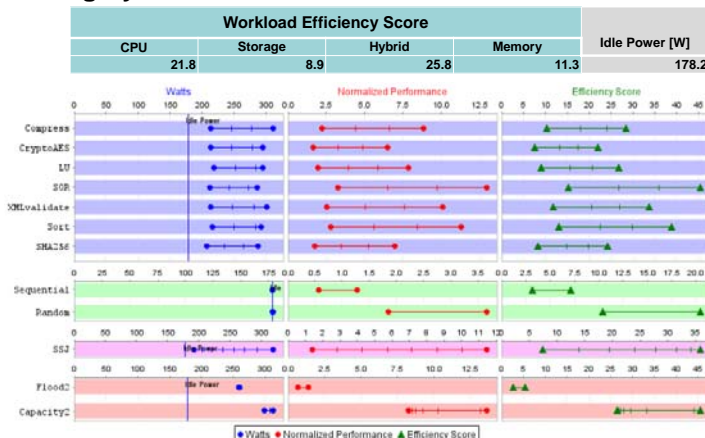 Workload Efficiency Score
Idle Power [W]
CPU Storage Hybrid Memory
21.8 8.9 25.8 11.3 178.2
Watts Normalized Performance Efficiency Score
0 50 100 150 200 250 300 0.0 2.5 5.0 7.5 10.0 12.5 0 5 10 15 20 25 30 35 40 45
Idle Power
Compress
CryptoAES
LU
SOR
XMLvalidate
Sort
SHA256
0 25 50 75 100 125 150 175 0.0 0.5 1.0 1.5 2.0 2.5 3.0 3.5 0.0 2.5 5.0 7.5 10.0 12.5 15.0 17.5 20.0
Sequential
Random
0 50 100 150 200 250 300 0 1 2 3 4 5 6 7 8 9 10 11 12 5 10 15 20 25 30 35 40 45
SSJ Idle Power
0 50 100 150 200 250 300 0.0 2.5 5.0 7.5 10.0 12.5 0 5 10 15 20 25 30 35 40 45
Flood2 Idle Power
Capacity2
Watts Normalized Performance Efficiency Score